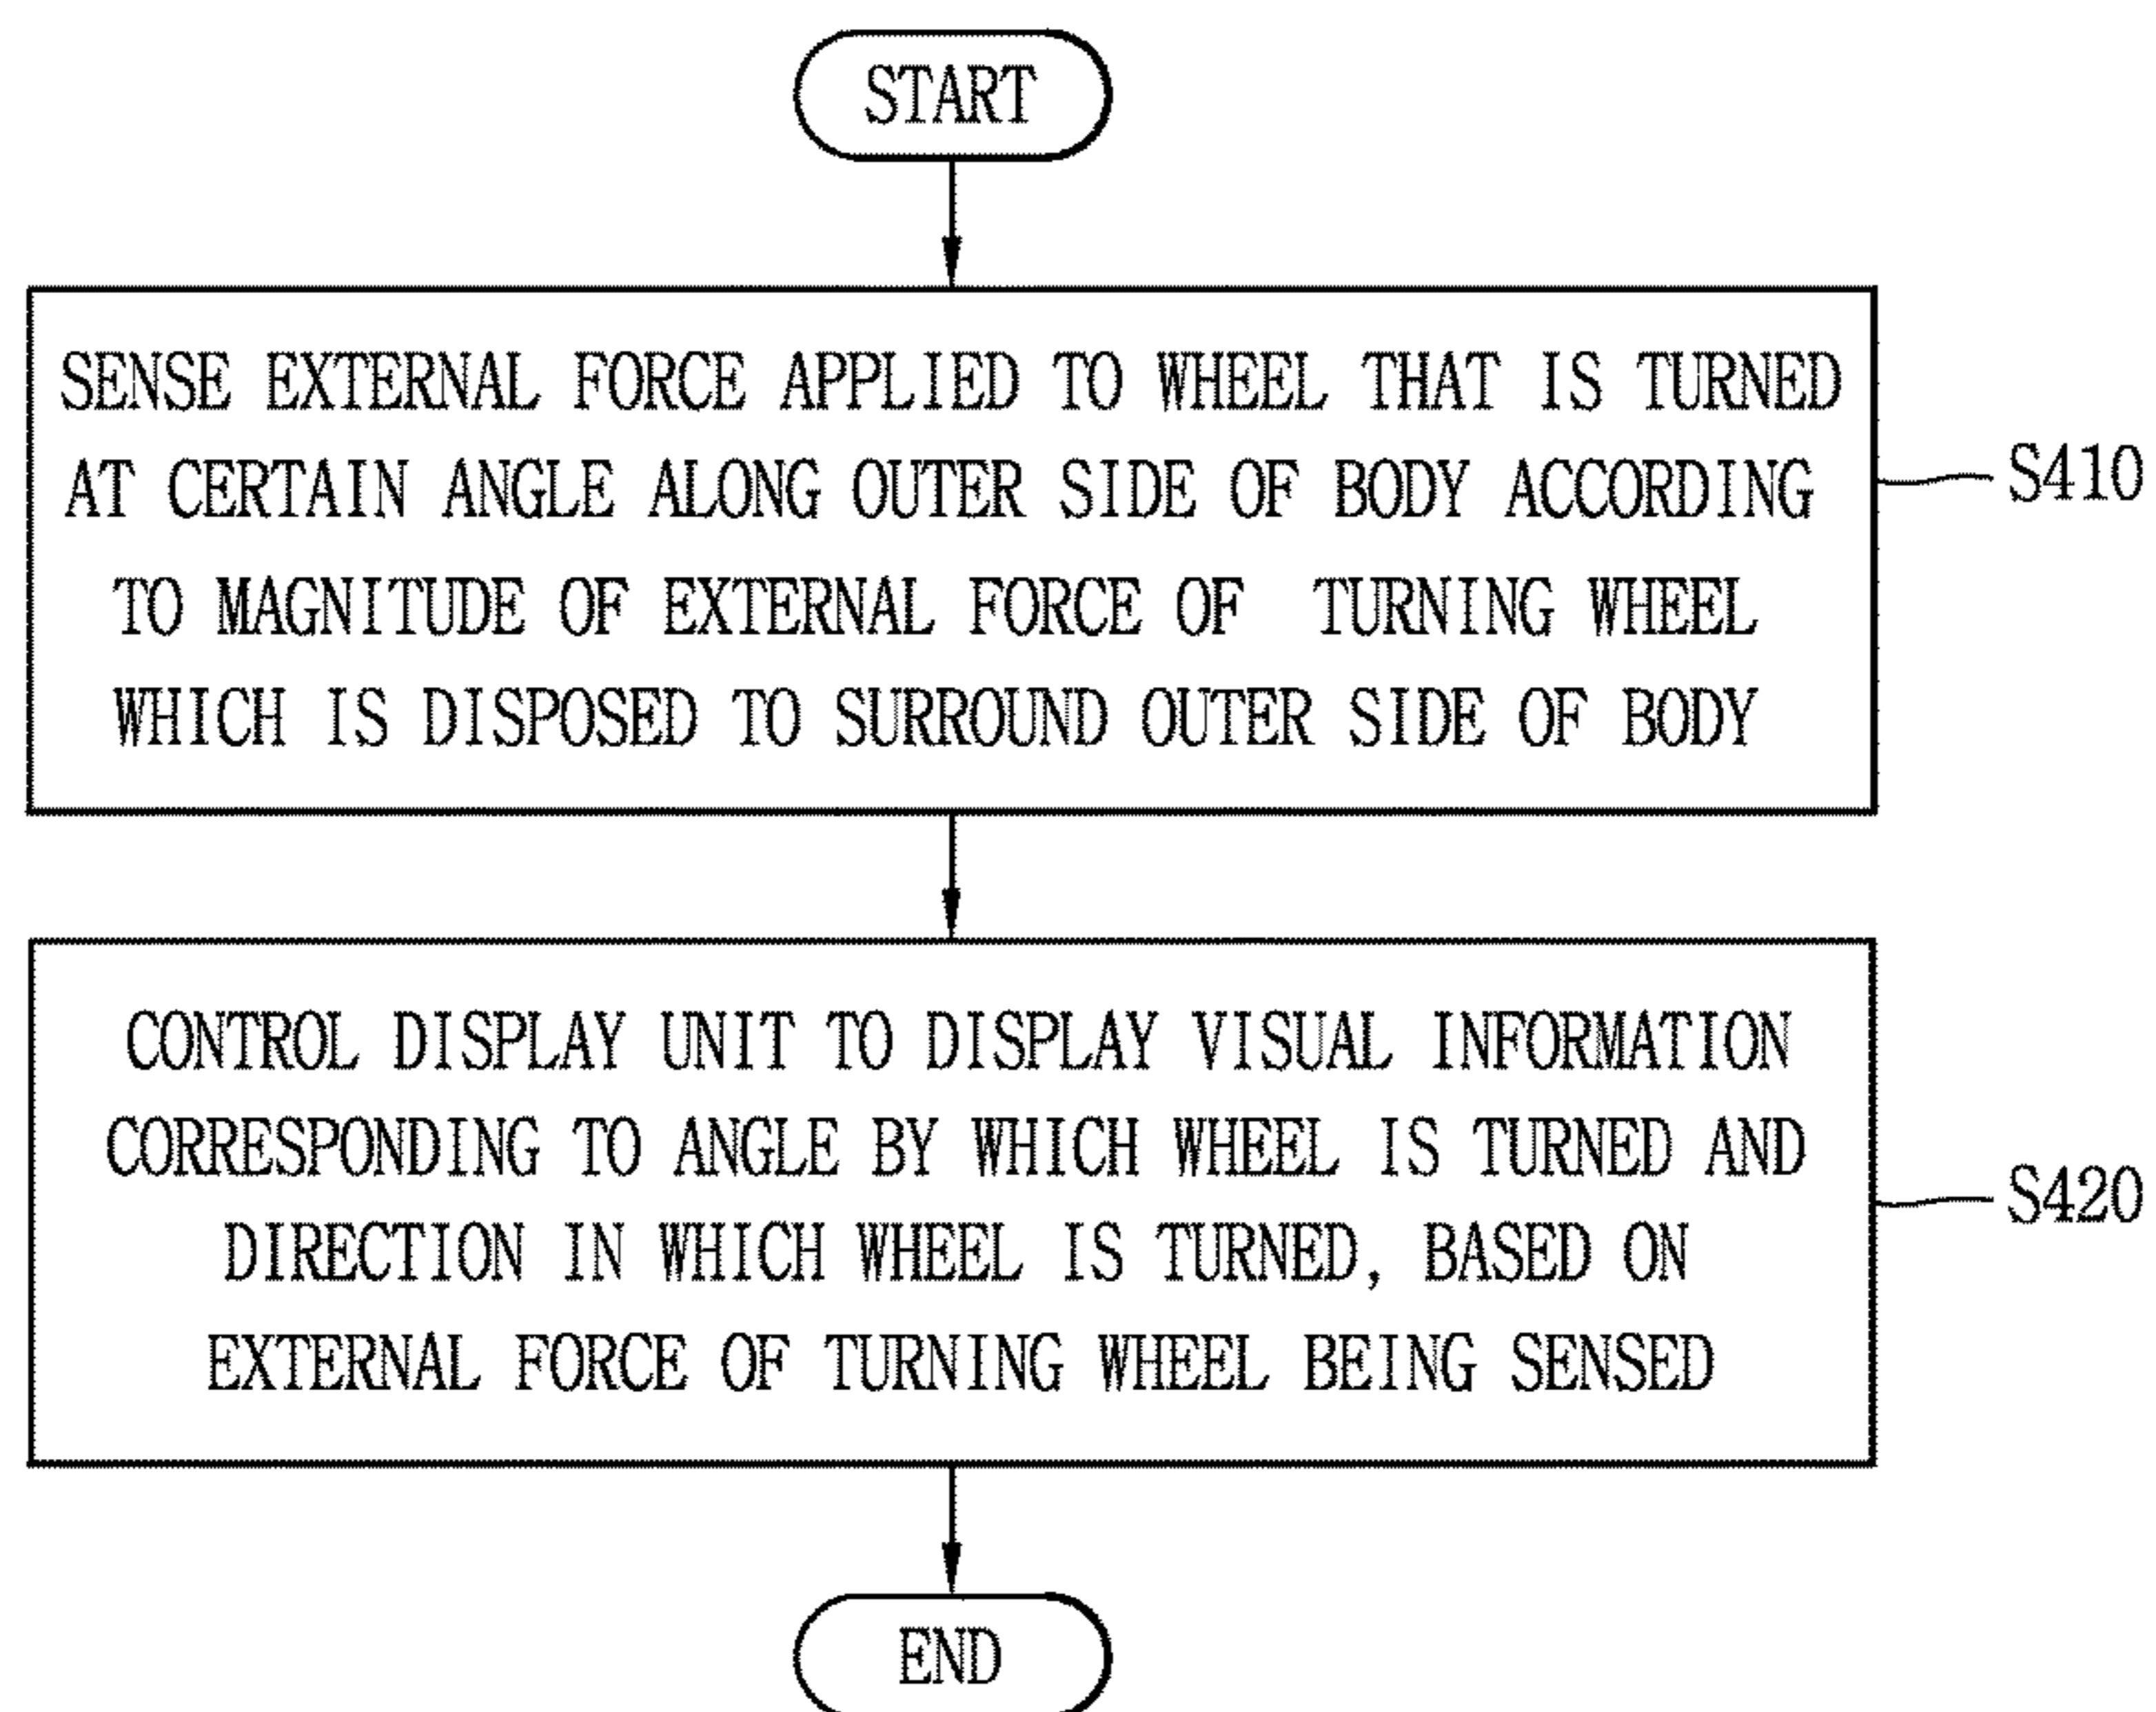 START
SENSE EXTERNAL FORCE APPLIED TO WHEEL THAT IS TURNED
AT CERTAIN ANGLE ALONG OUTER SIDE OF BODY ACCORDING
TO MAGNITUDE OF EXTERNAL FORCE OF TURNING WHEEL
WHICH IS DISPOSED TO SURROUND OUTER SIDE OF BODY
S410
CONTROL DISPLAY UNIT TO DISPLAY VISUAL INFORMATION
CORRESPONDING TO ANGLE BY WHICH WHEEL IS TURNED AND
DIRECTION IN WHICH WHEEL IS TURNED, BASED ON
EXTERNAL FORCE OF TURNING WHEEL BEING SENSED
S420
END